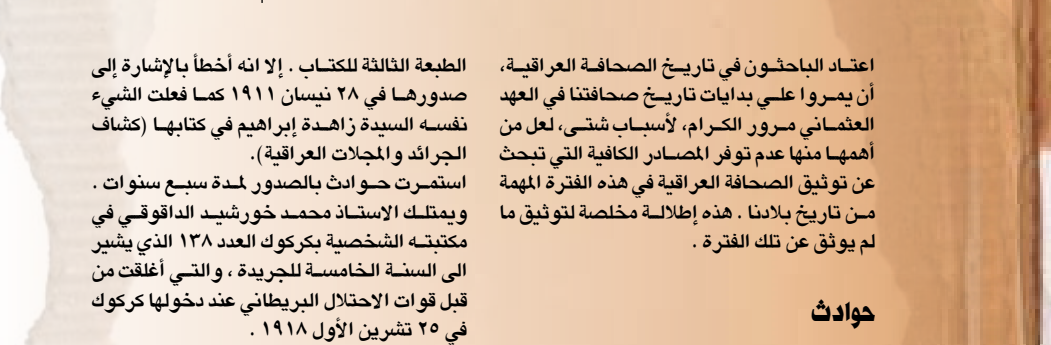 اعتاد الباحثون في تاريخ الصحافة العراقية،
أن يمروا على بدايات تاريخ صحافتنا في العهد
العثماني مرور الكرام، لأسباب شتى، لعل من
أهمها منها عدم توفر المصادر الكافية التي تبحث
عن توثيق الصحافة العراقية في هذه الفترة المهمة
من تاريخ بلادنا . هذه إطلالة مخلصة لتوثيق ما
لم يوثق عن تلك الفترة .
حوادث
الطبعة الثالثة للكتاب . إلا انه أخطأ بالإشارة إلى
صدورها في ٢٨ نيسان ١٩١١ كما فعلت الشيء
نفسه السيدة زاهدة إبراهيم في كتابها (كشاف
الجرائد والمجلات العراقية).
استمرت حوادث بالصدور لمدة سبع سنوات .
ويمتلك الاستاذ محمد خورشيد الداقوقي في
مكتبته الشخصية بكركوك العدد ١٣٨ الذي يشير
الى السنة الخامسة للجريدة ، والتي أغلقت من
قبل قوات الاحتلال البريطاني عند دخولها كركوك
في ٢٥ تشرين الأول ١٩١٨ .